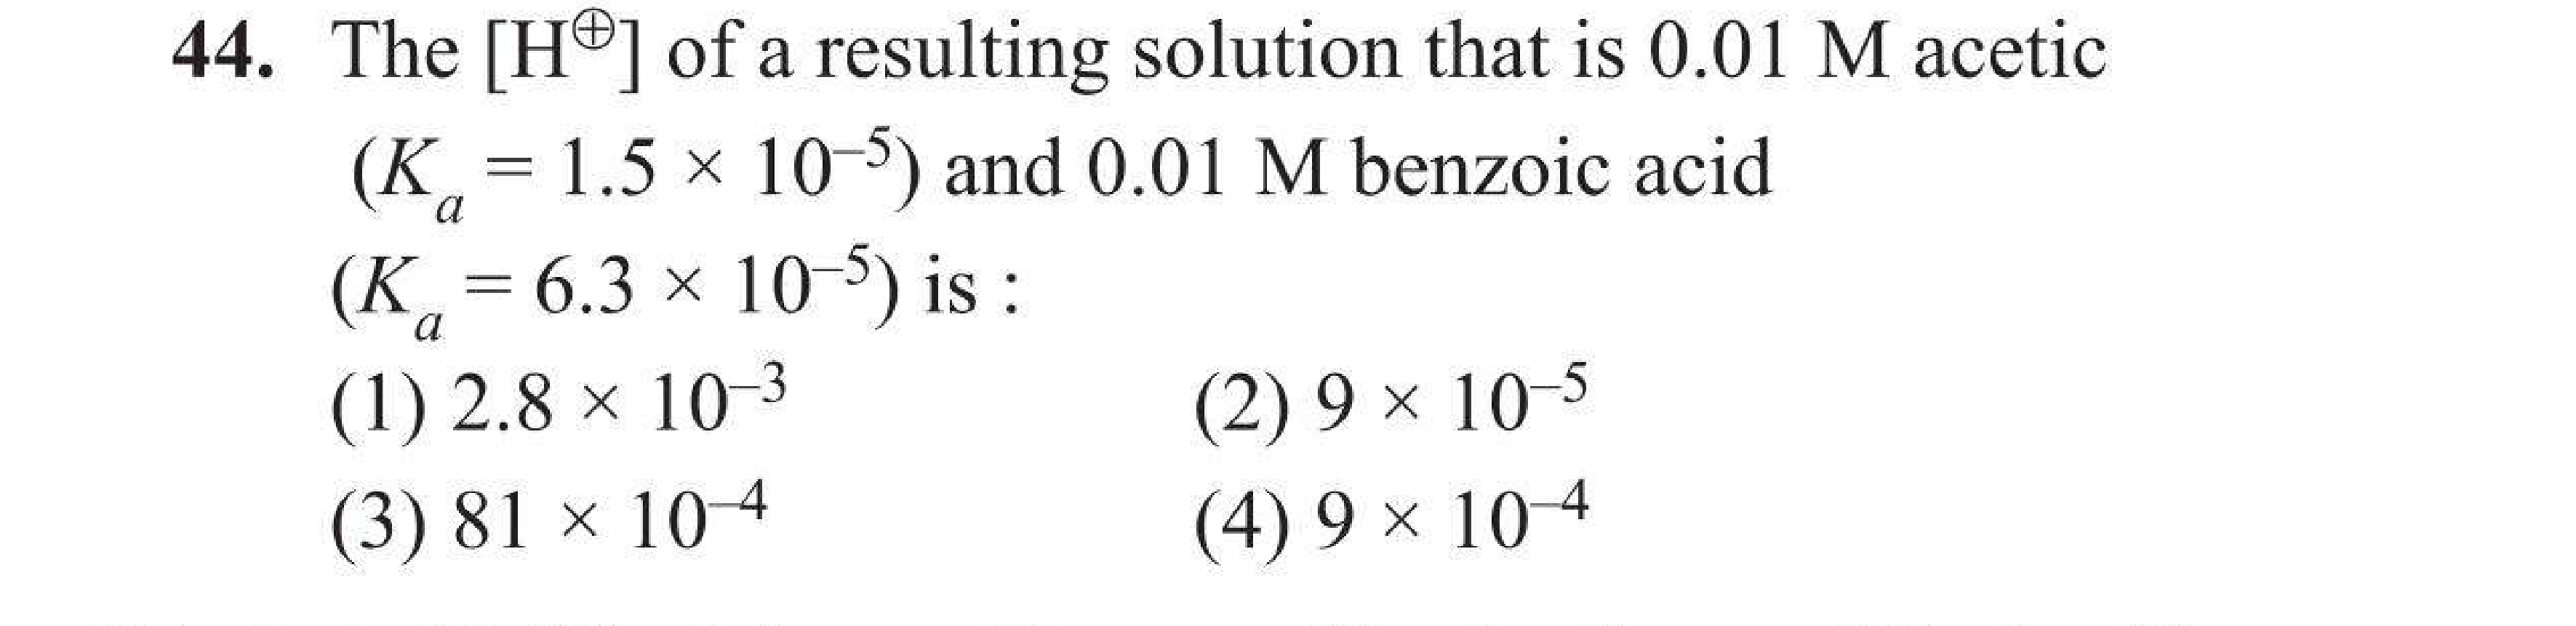 44. The [H⊕] of a resulting solution that is 0.01 M acetic
(Kₐ = 1.5 × 10⁻⁵) and 0.01 M benzoic acid
(Kₐ = 6.3 × 10⁻⁵) is :
(1) 2.8 × 10⁻³ (2) 9 × 10⁻⁵
(3) 81 × 10⁻⁴ (4) 9 × 10⁻⁴